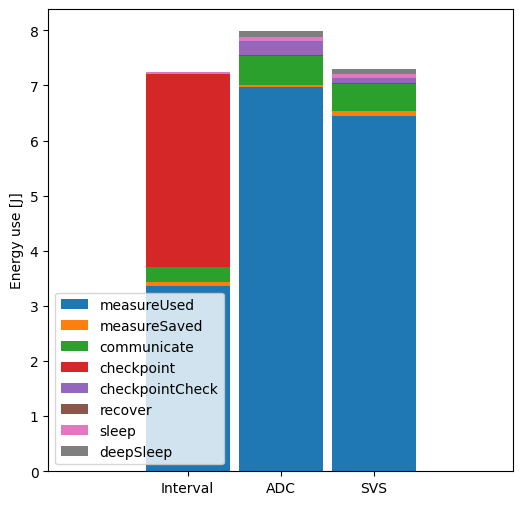 Energy use [J]
8
7
6
5
4
3
2
1
0
measureUsed
measureSaved
communicate
checkpoint
checkpointCheck
recover
sleep
deepSleep
Interval ADC SVS